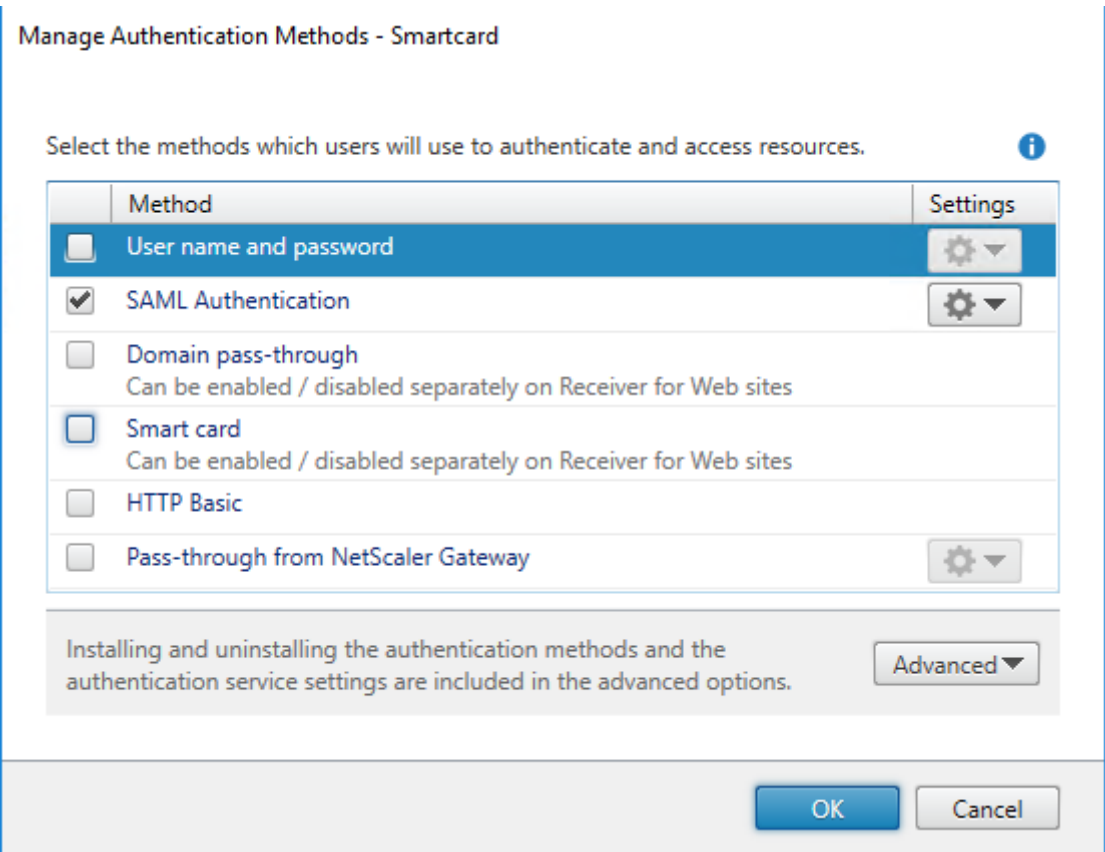 Manage Authentication Methods - Smartcard
Select the methods which users will use to authenticate and access resources.
Method Settings
User name and password
SAML Authentication
Domain pass-through
Can be enabled / disabled separately on Receiver for Web sites
Smart card
Can be enabled / disabled separately on Receiver for Web sites
HTTP Basic
Pass-through from NetScaler Gateway
Installing and uninstalling the authentication methods and the
authentication service settings are included in the advanced options.
Advanced
OK Cancel